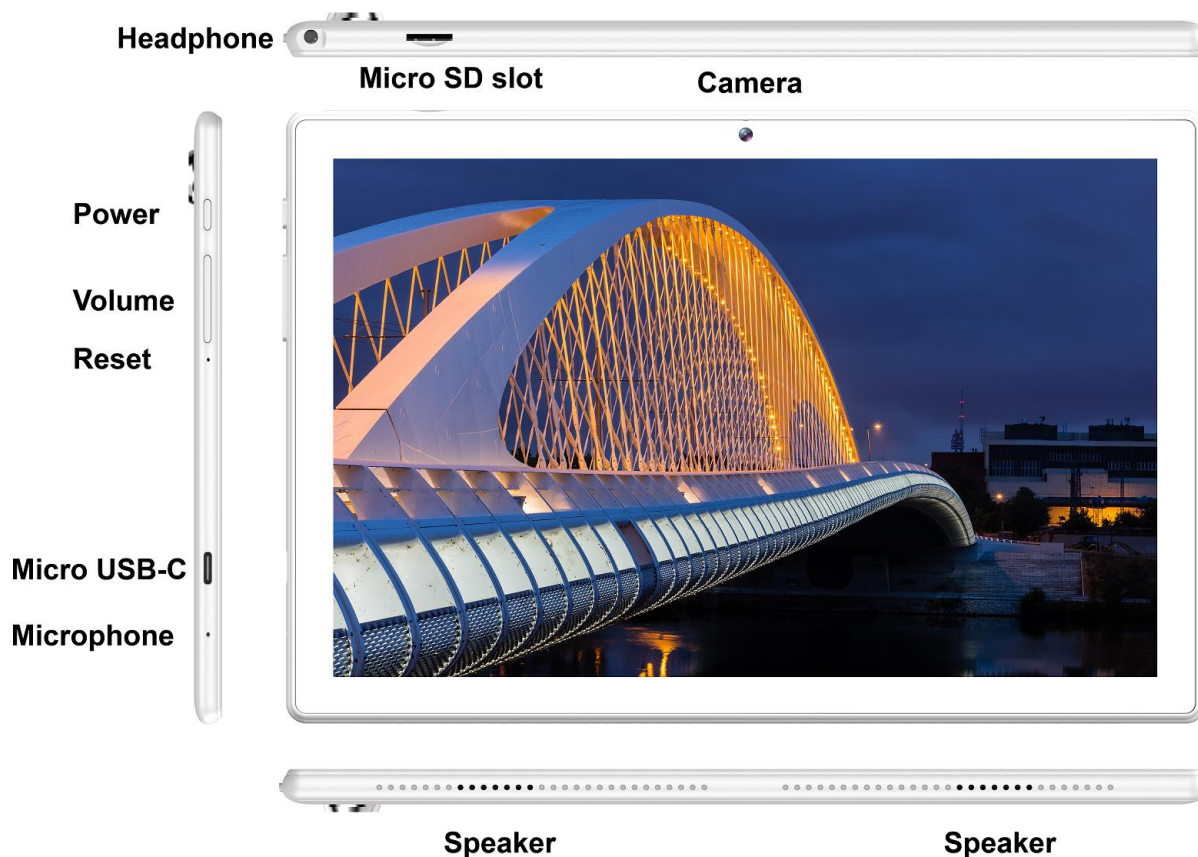 Headphone
Micro SD slot
Camera
Power
Volume
Reset
Micro USB-C
Microphone
Speaker
Speaker